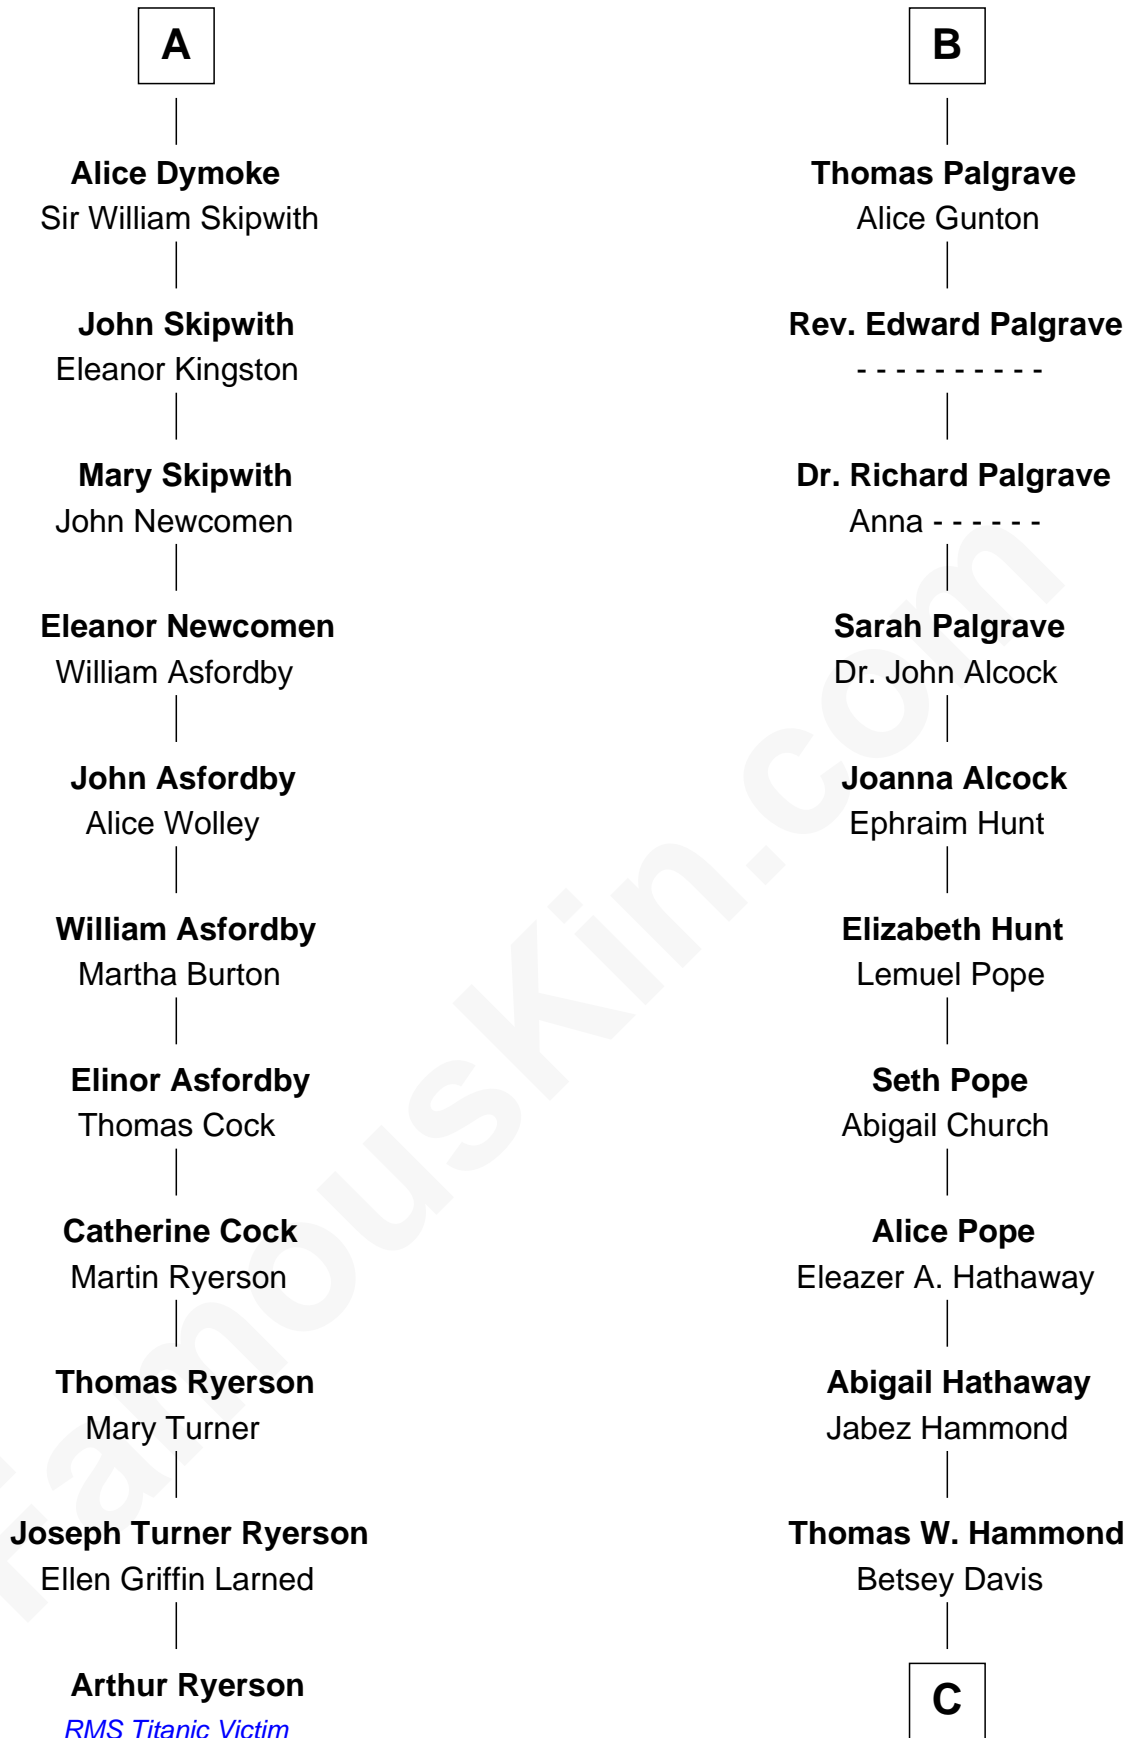 A
Alice Dymoke
Sir William Skipwith
John Skipwith
Eleanor Kingston
Mary Skipwith
John Newcomen
Eleanor Newcomen
William Asfordby
John Asfordby
Alice Wolley
William Asfordby
Martha Burton
Elinor Asfordby
Thomas Cock
Catherine Cock
Martin Ryerson
Thomas Ryerson
Mary Turner
Joseph Turner Ryerson
Ellen Griffin Larned
Arthur Ryerson
RMS Titanic Victim
B
Thomas Palgrave
Alice Gunton
Rev. Edward Palgrave
- - - - - - - - - -
Dr. Richard Palgrave
Anna - - - - - -
Sarah Palgrave
Dr. John Alcock
Joanna Alcock
Ephraim Hunt
Elizabeth Hunt
Lemuel Pope
Seth Pope
Abigail Church
Alice Pope
Eleazer A. Hathaway
Abigail Hathaway
Jabez Hammond
Thomas W. Hammond
Betsey Davis
C
FamousKin.com